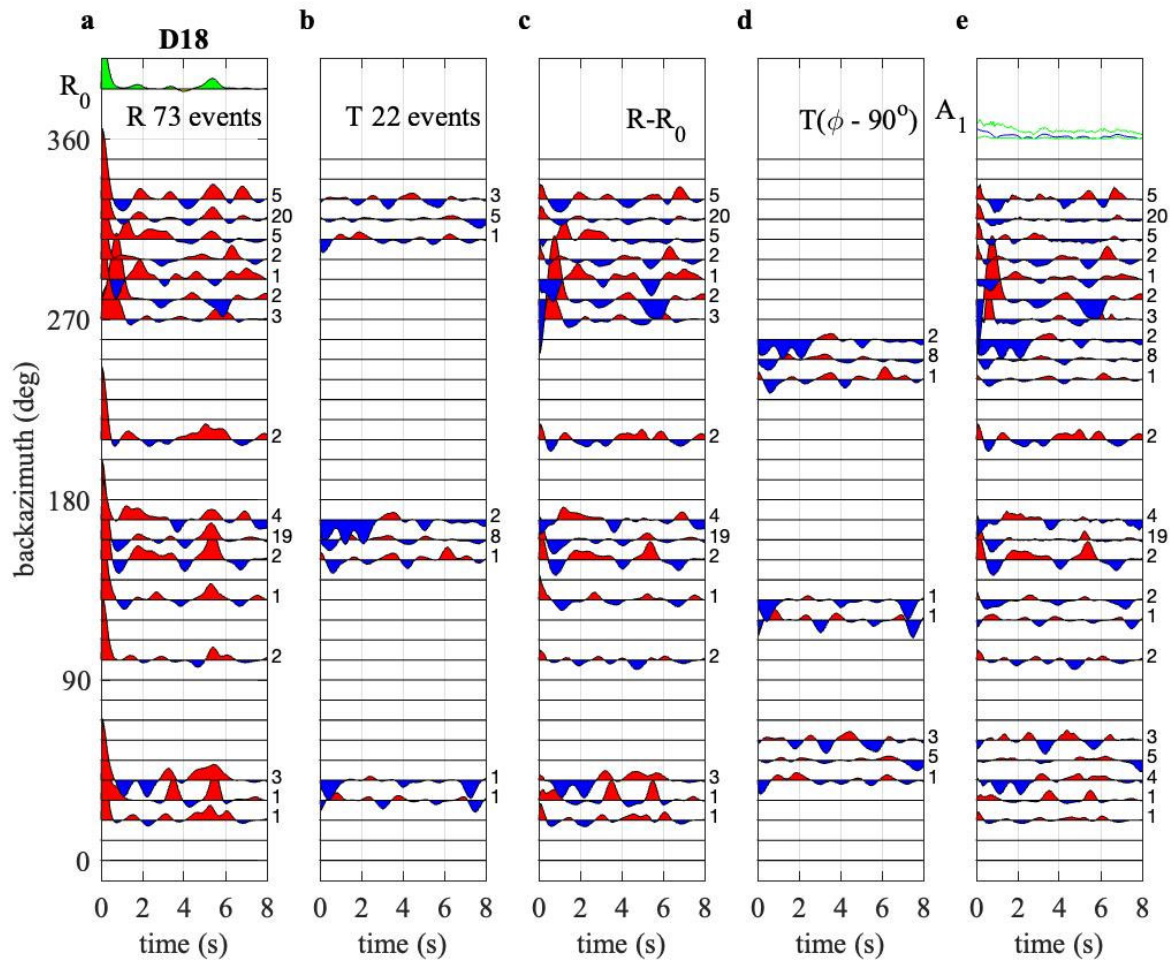 a b c d e
D18
R0
R 73 events T 22 events R-R0 T(ϕ - 90°) A1
360
5 3 5 5
20 5 20 20
5 1 5 5
2 2 2
1 1 1
2 2 2
270 3 3 3
2 2
8 8
1 1
backazimuth (deg)
2 2 2
180
4 2 4 4
19 8 19 19
2 1 2 2
1 1 1 2
1 1
2 2 2
90
3 3
5 5
3 1 3 1 4
1 1 1 1
1 1 1
0
0 2 4 6 8 0 2 4 6 8 0 2 4 6 8 0 2 4 6 8 0 2 4 6 8
time (s) time (s) time (s) time (s) time (s)